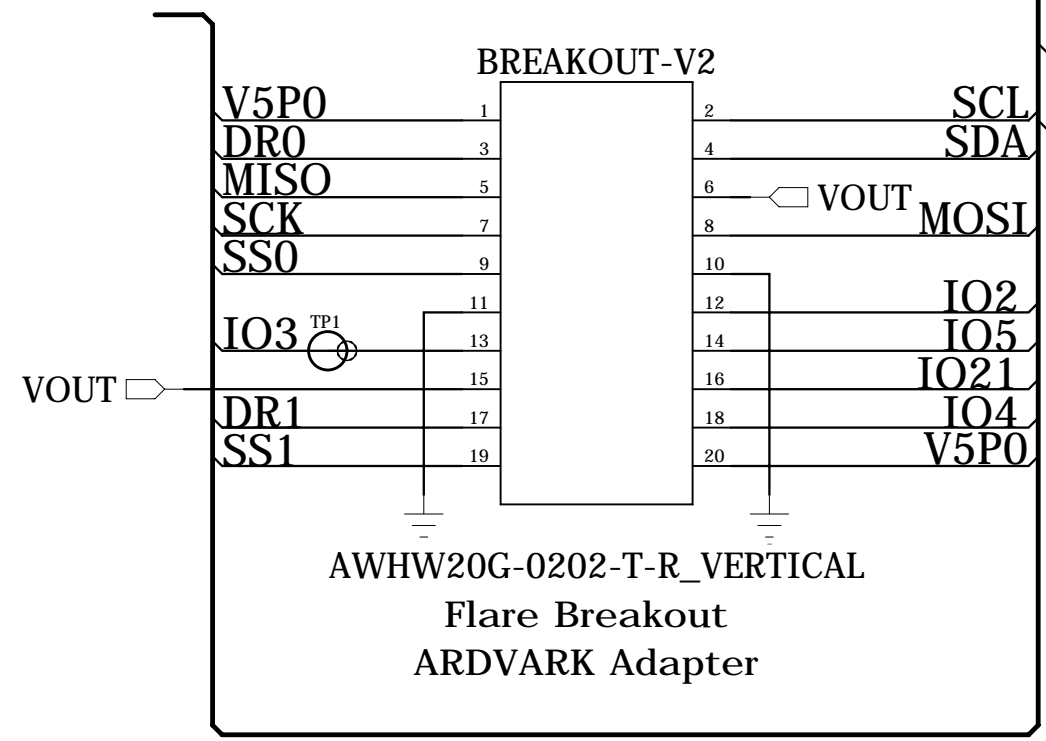 BREAKOUT-V2
V5P0 1 2 SCL
DR0 3 4 SDA
MISO 5 6 VOUT
SCK 7 8 MOSI
SS0 9 10
11 12 IO2
IO3 TP1 13 14 IO5
VOUT 15 16 IO21
DR1 17 18 IO4
SS1 19 20 V5P0
AWHW20G-0202-T-R_VERTICAL
Flare Breakout
ARDVARK Adapter